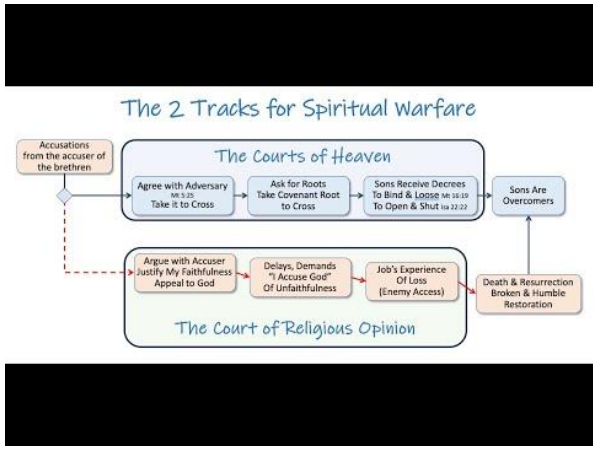 The 2 Tracks for Spiritual Warfare
Accusations
from the accuser of
the brethren
The Courts of Heaven
Agree with Adversary
Mt 5:25
Take it to Cross
Ask for Roots
Take Covenant Root
to Cross
Sons Receive Decrees
To Bind & Loose Mt 16:19
To Open & Shut Isa 22:22
Sons Are
Overcomers
Argue with Accuser
Justify My Faithfulness
Appeal to God
Delays, Demands
"I Accuse God"
Of Unfaithfulness
Job's Experience
Of Loss
(Enemy Access)
Death & Resurrection
Broken & Humble
Restoration
The Court of Religious Opinion